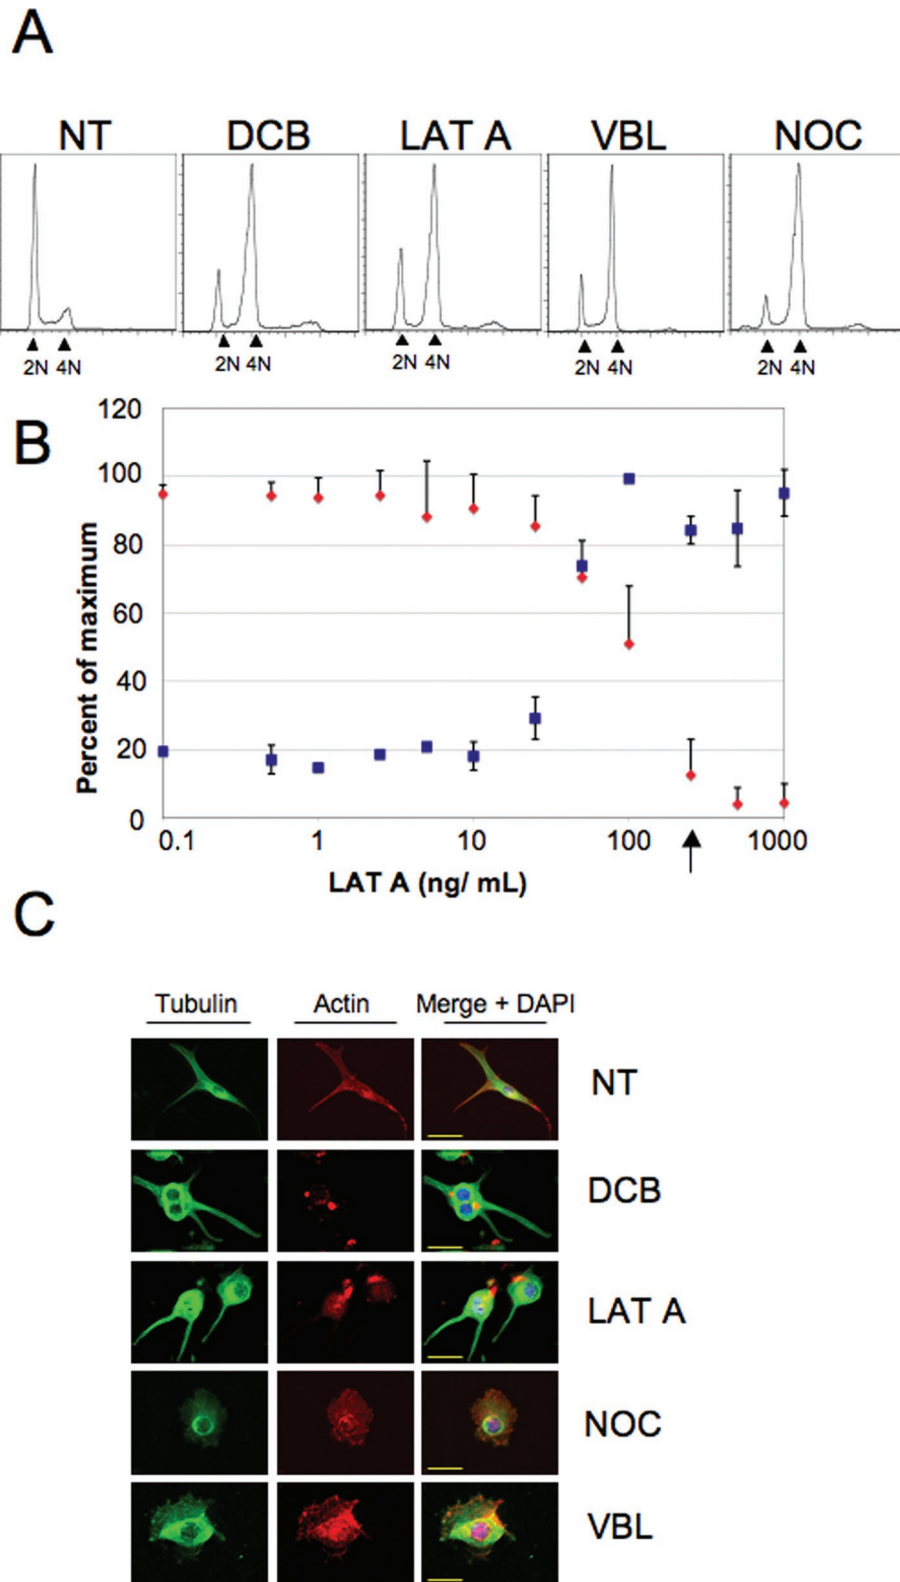 A
NT DCB LAT A VBL NOC
2N 4N 2N 4N 2N 4N 2N 4N 2N 4N
B
120
100
80
60
40
20
0
Percent of maximum
0.1 1 10 100 1000
LAT A (ng/ mL)
C
Tubulin Actin Merge + DAPI
NT
DCB
LAT A
NOC
VBL